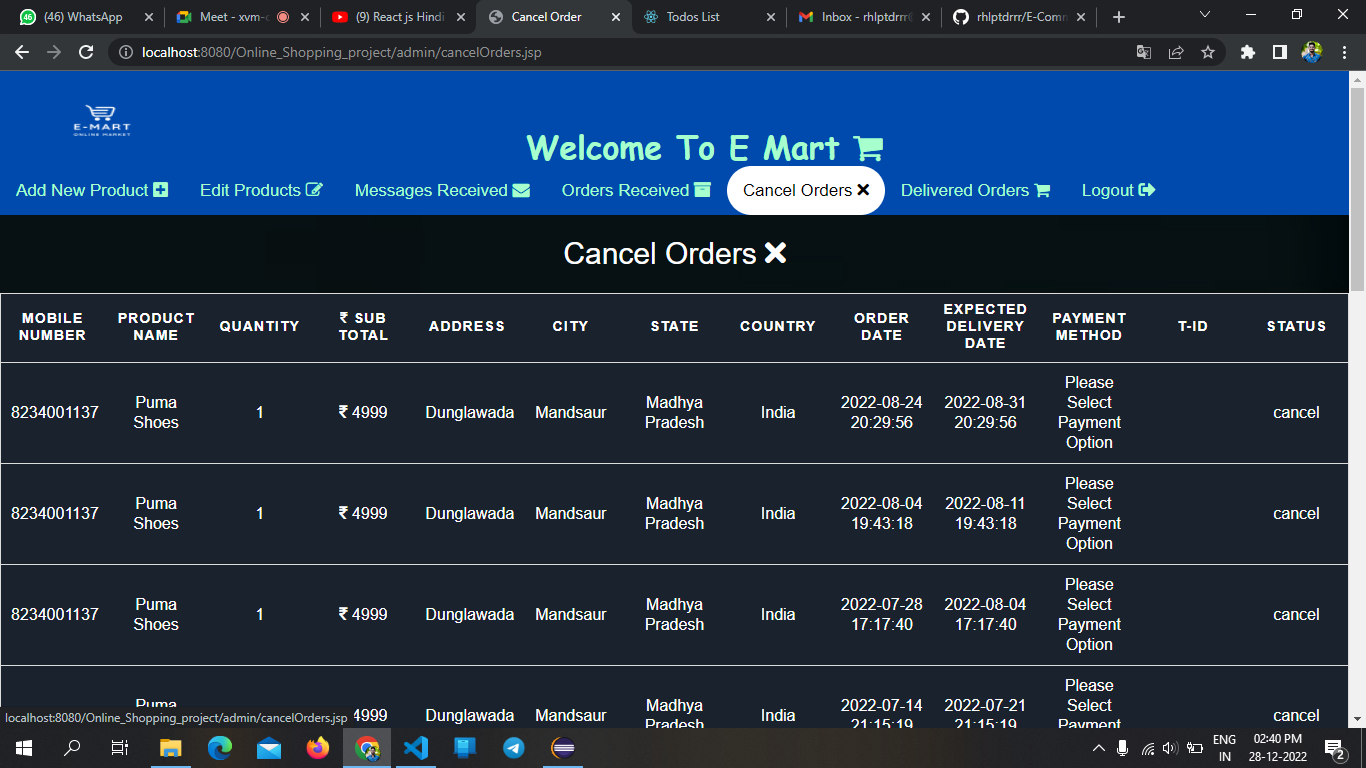 (46) WhatsApp
Meet - xvm-c
(9) React js Hindi
Cancel Order
Todos List
Inbox - rhlptdrrr
rhlptdrrr/E-Comm
localhost:8080/Online_Shopping_project/admin/cancelOrders.jsp
E-MART
ONLINE MARKET
Welcome To E Mart
Add New Product
Edit Products
Messages Received
Orders Received
Cancel Orders
Delivered Orders
Logout
Cancel Orders
MOBILE NUMBER PRODUCT NAME QUANTITY ₹ SUB TOTAL ADDRESS CITY STATE COUNTRY ORDER DATE EXPECTED DELIVERY DATE PAYMENT METHOD T-ID STATUS
8234001137 Puma Shoes 1 ₹ 4999 Dunglawada Mandsaur Madhya Pradesh India 2022-08-24 20:29:56 2022-08-31 20:29:56 Please Select Payment Option cancel
8234001137 Puma Shoes 1 ₹ 4999 Dunglawada Mandsaur Madhya Pradesh India 2022-08-04 19:43:18 2022-08-11 19:43:18 Please Select Payment Option cancel
8234001137 Puma Shoes 1 ₹ 4999 Dunglawada Mandsaur Madhya Pradesh India 2022-07-28 17:17:40 2022-08-04 17:17:40 Please Select Payment Option cancel
Puma 4999 Dunglawada Mandsaur Madhya Pradesh India 2022-07-14 21:15:19 2022-07-21 21:15:19 Please Select Payment cancel
localhost:8080/Online_Shopping_project/admin/cancelOrders.jsp
ENG
IN
02:40 PM
28-12-2022
2